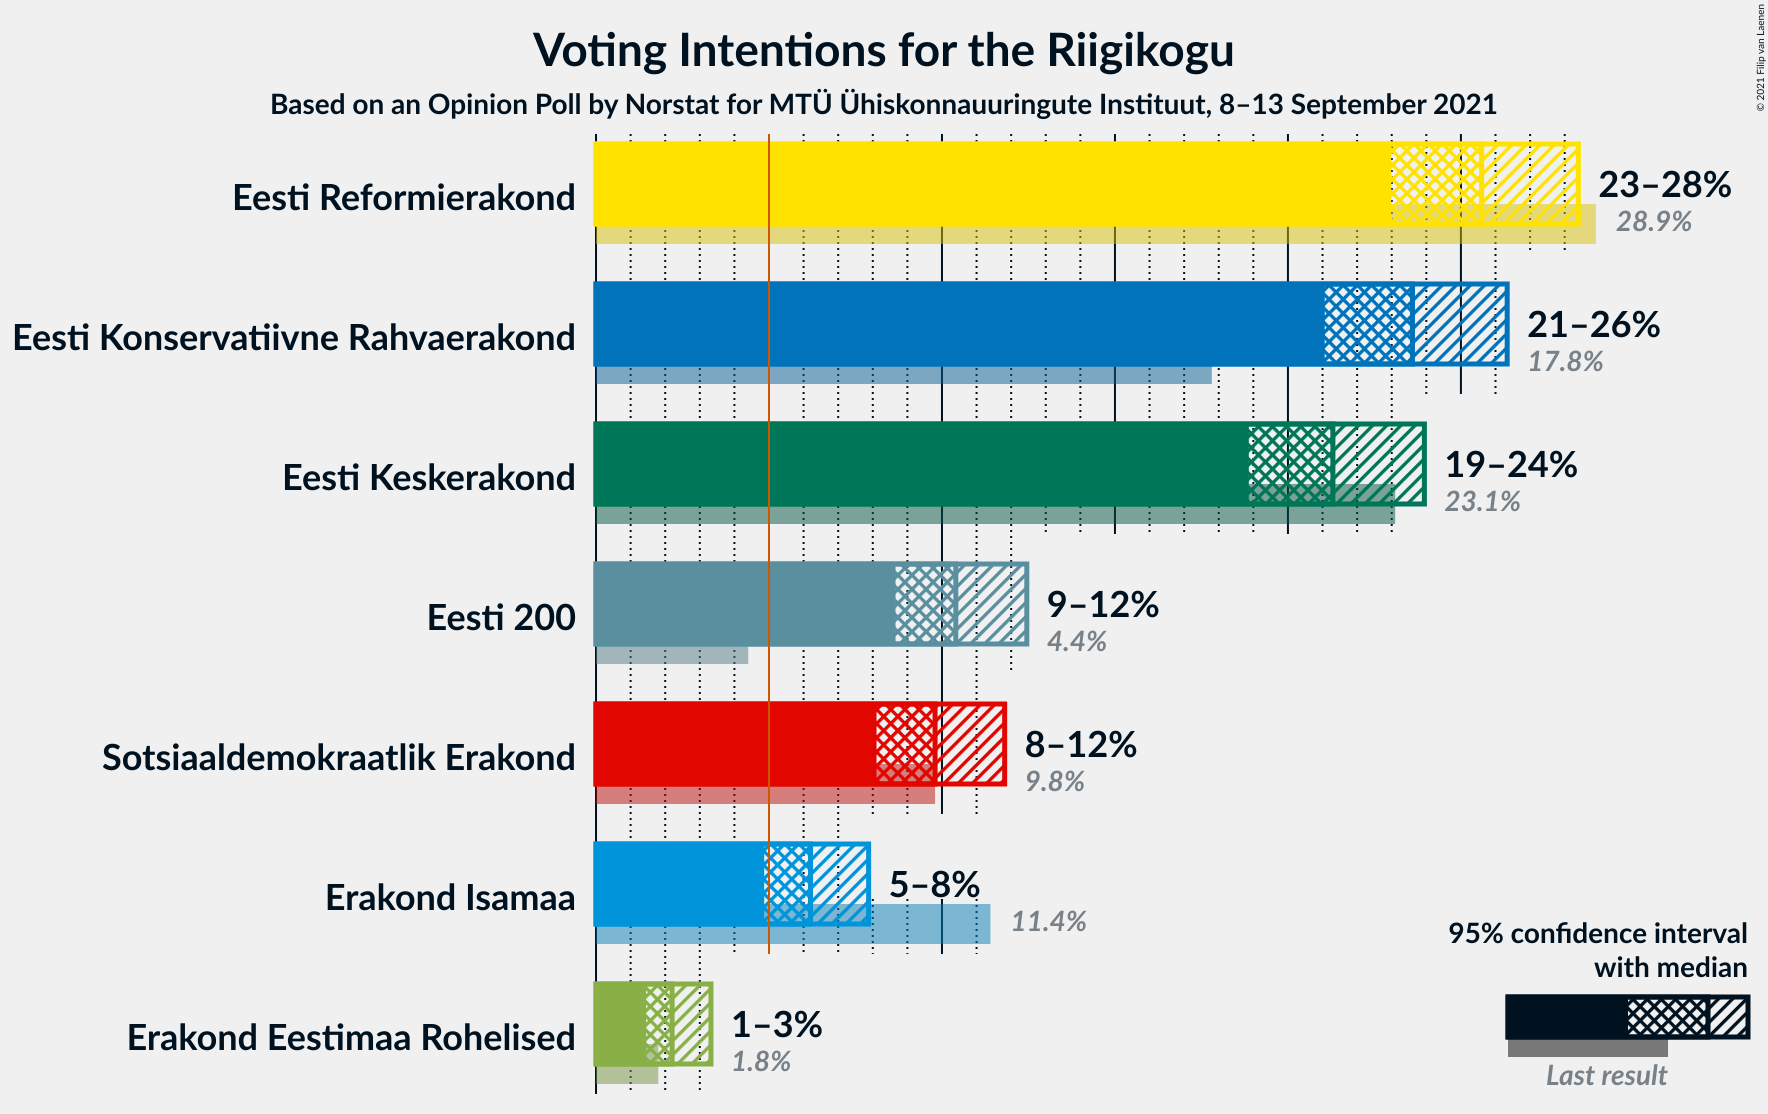 © 2021 Filip van Laenen
Voting Intentions for the Riigikogu
Based on an Opinion Poll by Norstat for MTÜ Ühiskonnauuringute Instituut, 8–13 September 2021
Eesti Reformierakond
23–28%
28.9%
Eesti Konservatiivne Rahvaerakond
21–26%
17.8%
Eesti Keskerakond
19–24%
23.1%
Eesti 200
9–12%
4.4%
Sotsiaaldemokraatlik Erakond
8–12%
9.8%
Erakond Isamaa
5–8%
11.4%
Erakond Eestimaa Rohelised
1–3%
1.8%
95% confidence interval
with median
Last result